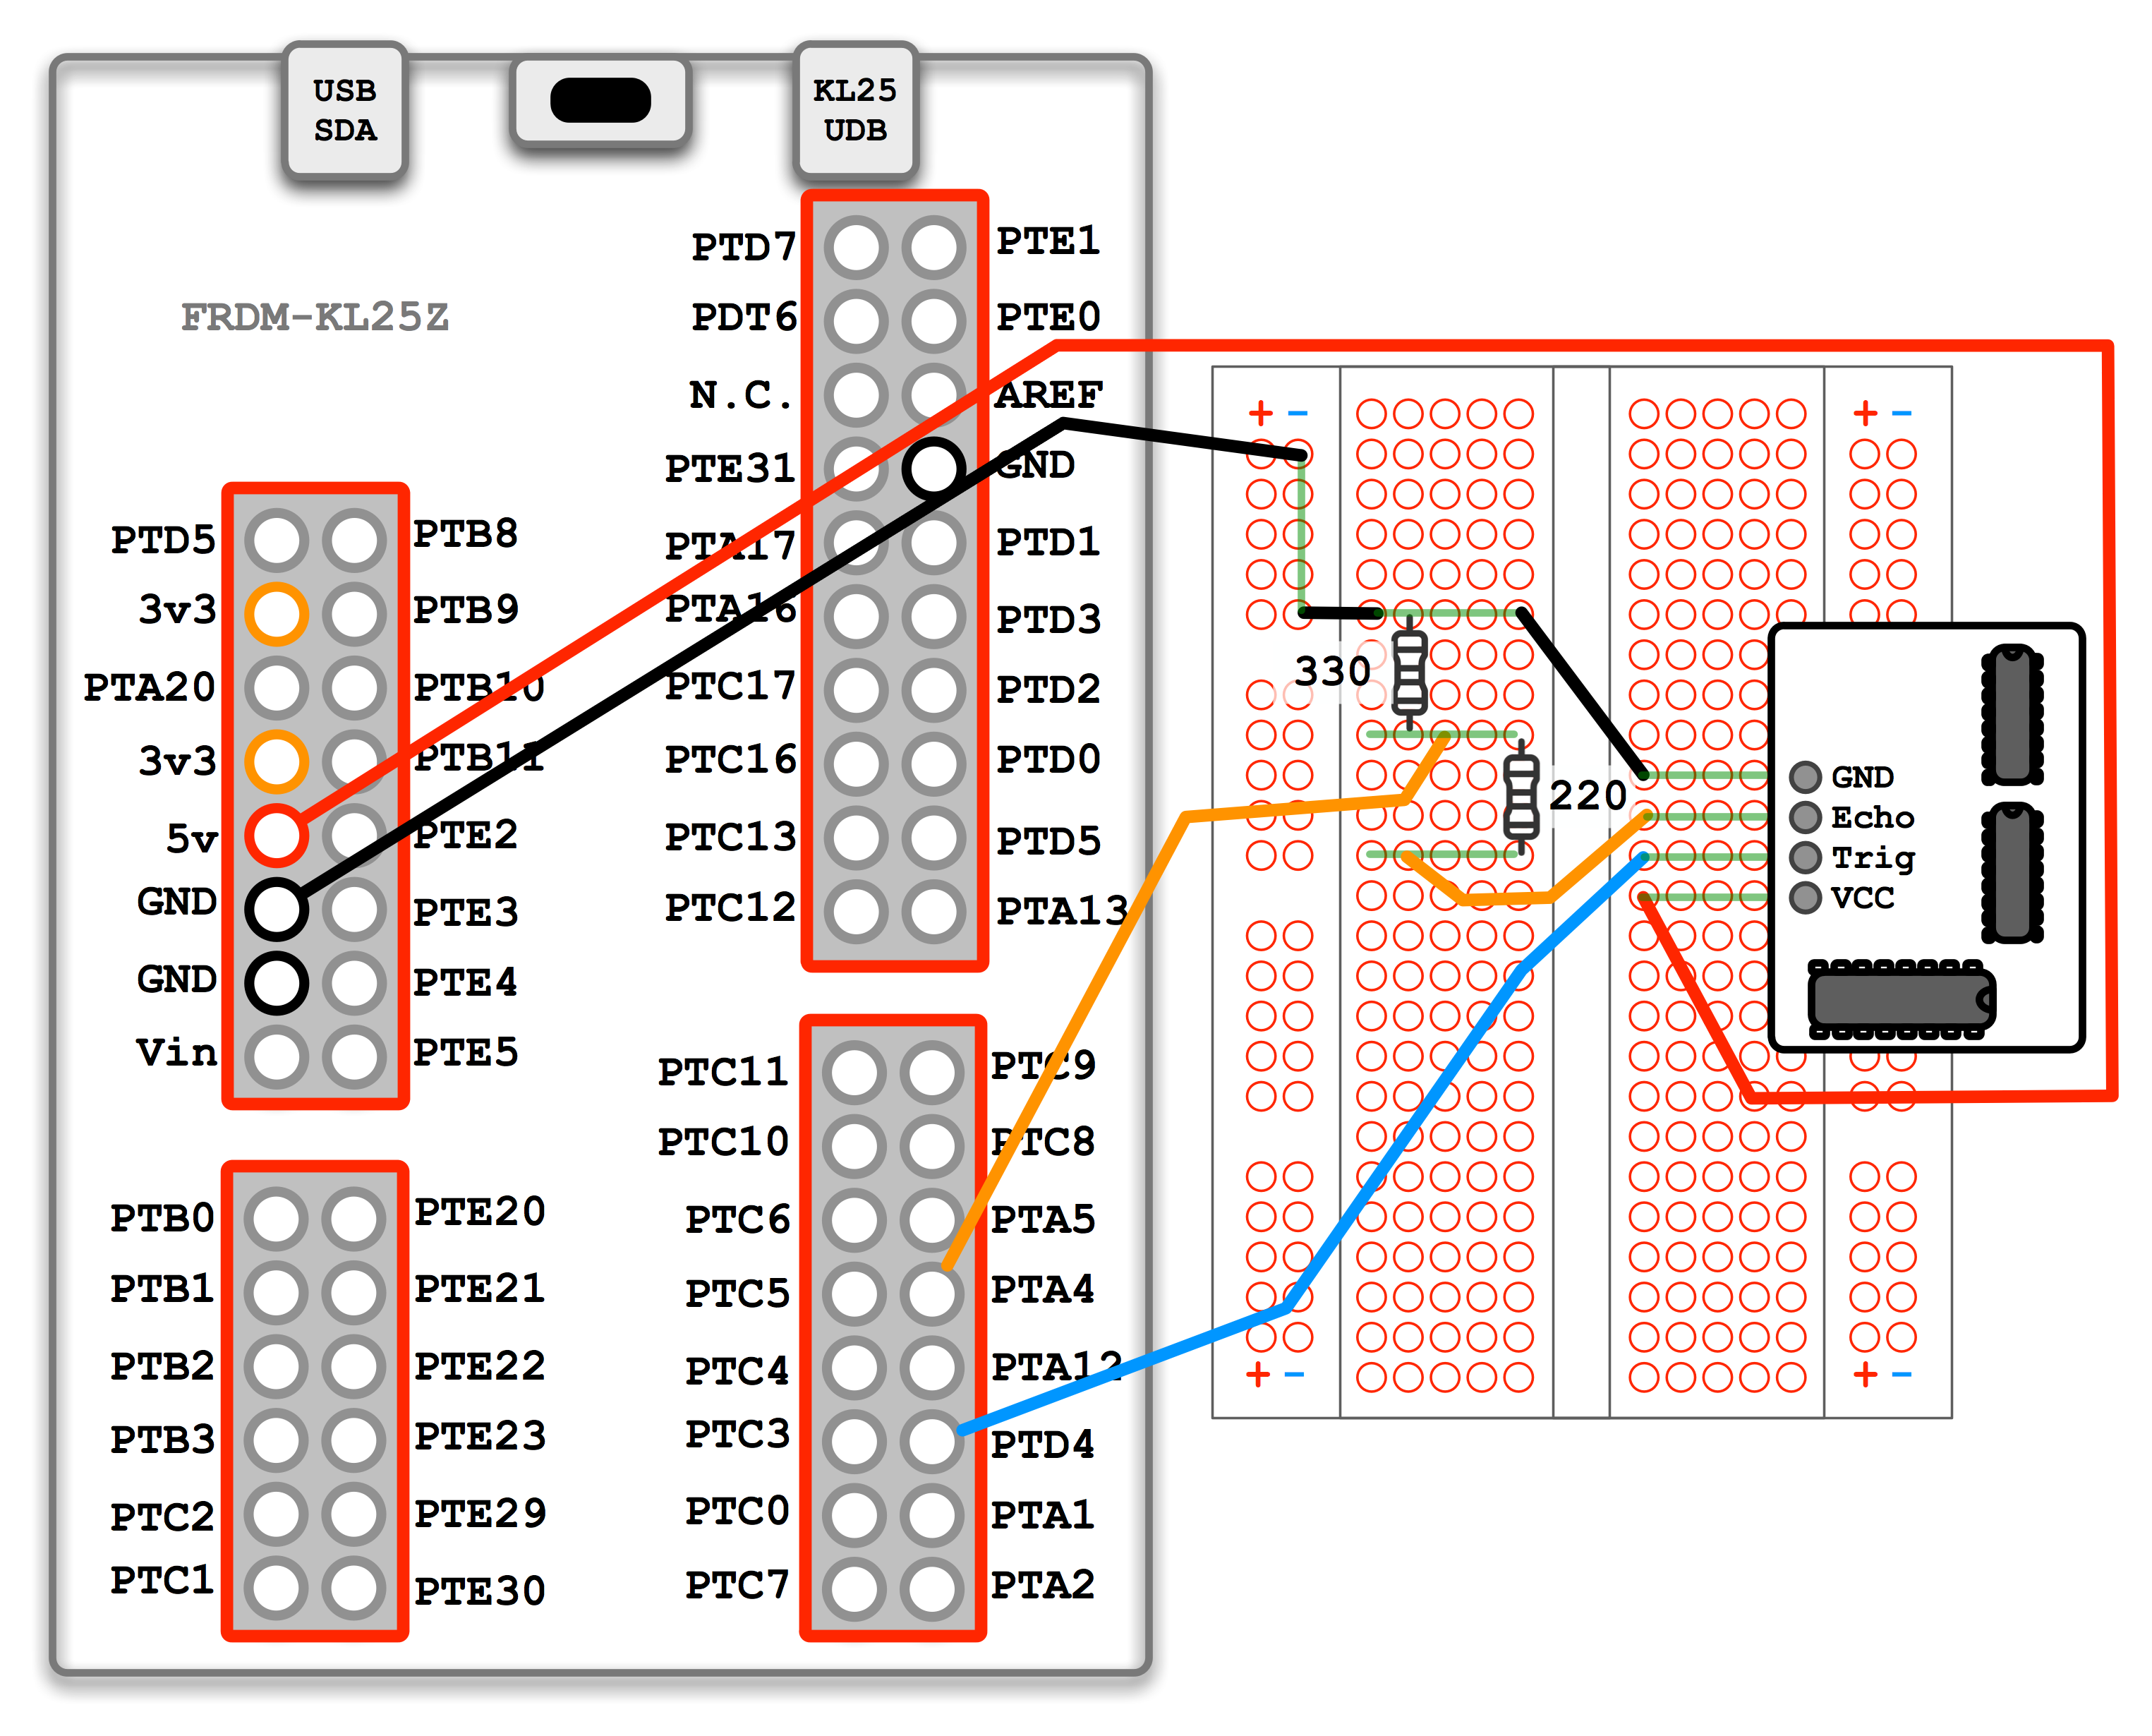 USB
SDA
KL25
UDB
FRDM-KL25Z
PTD7
PTE1
PDT6
PTE0
N.C.
AREF
PTE31
GND
PTA17
PTD1
PTA16
PTD3
PTC17
PTD2
PTC16
PTD0
PTC13
PTD5
PTC12
PTA13
PTD5
PTB8
3v3
PTB9
PTA20
PTB10
3v3
PTB11
5v
PTE2
GND
PTE3
GND
PTE4
Vin
PTE5
PTC11
PTC9
PTC10
PTC8
PTC6
PTA5
PTC5
PTA4
PTC4
PTA12
PTC3
PTD4
PTC0
PTA1
PTC7
PTA2
PTB0
PTE20
PTB1
PTE21
PTB2
PTE22
PTB3
PTE23
PTC2
PTE29
PTC1
PTE30
+ −
+ −
330
220
GND
Echo
Trig
VCC
+ −
+ −